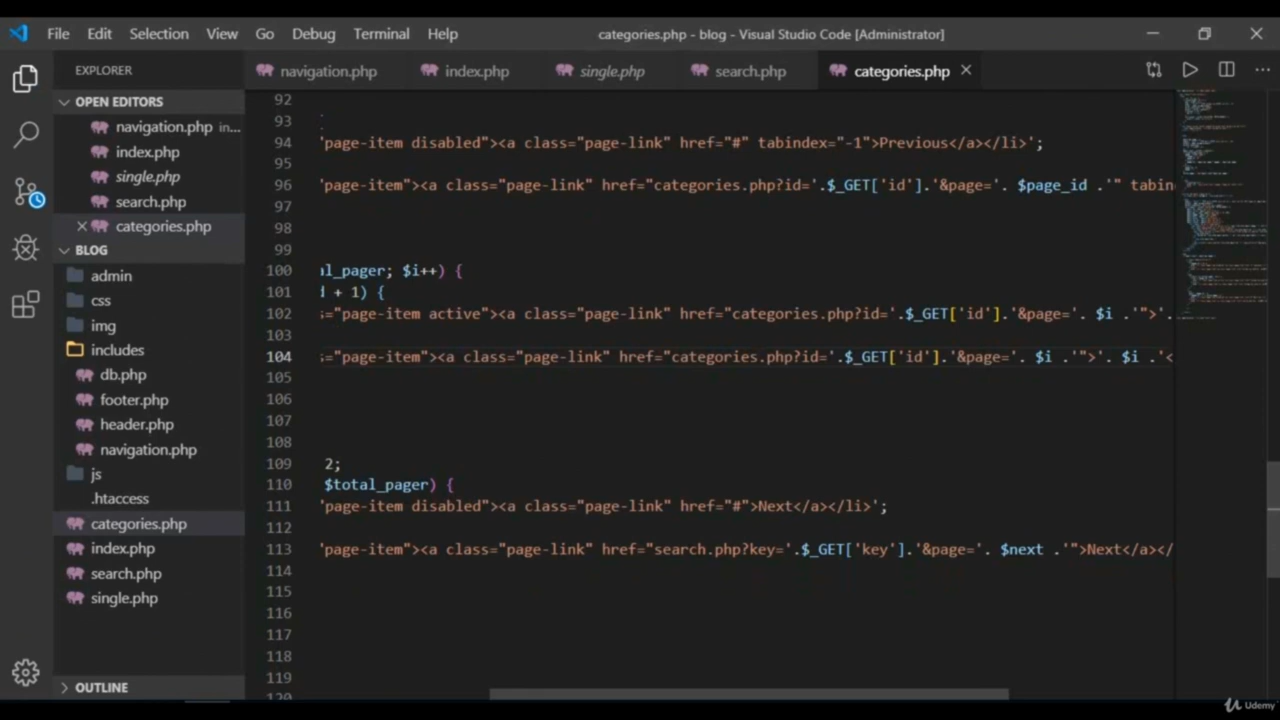 File Edit Selection View Go Debug Terminal Help categories.php - blog - Visual Studio Code [Administrator]
EXPLORER
navigation.php index.php single.php search.php categories.php
OPEN EDITORS
navigation.php in...
index.php
single.php
search.php
categories.php
BLOG
admin
css
img
includes
db.php
footer.php
header.php
navigation.php
js
.htaccess
categories.php
index.php
search.php
single.php
OUTLINE
92
93
94 'page-item disabled"><a class="page-link" href="#" tabindex="-1">Previous</a></li>';
95
96 'page-item"><a class="page-link" href="categories.php?id='.$_GET['id'].'&page='. $page_id .'" tabin
97
98
99
100 al_pager; $i++) {
101 + 1) {
102 ="page-item active"><a class="page-link" href="categories.php?id='.$_GET['id'].'&page='. $i .'">'.
103
104 ="page-item"><a class="page-link" href="categories.php?id='.$_GET['id'].'&page='. $i .'">'. $i .'<
105
106
107
108
109 2;
110 $total_pager) {
111 'page-item disabled"><a class="page-link" href="#">Next</a></li>';
112
113 'page-item"><a class="page-link" href="search.php?key='.$_GET['key'].'&page='. $next .'">Next</a></
114
115
116
117
118
119
120
Udemy